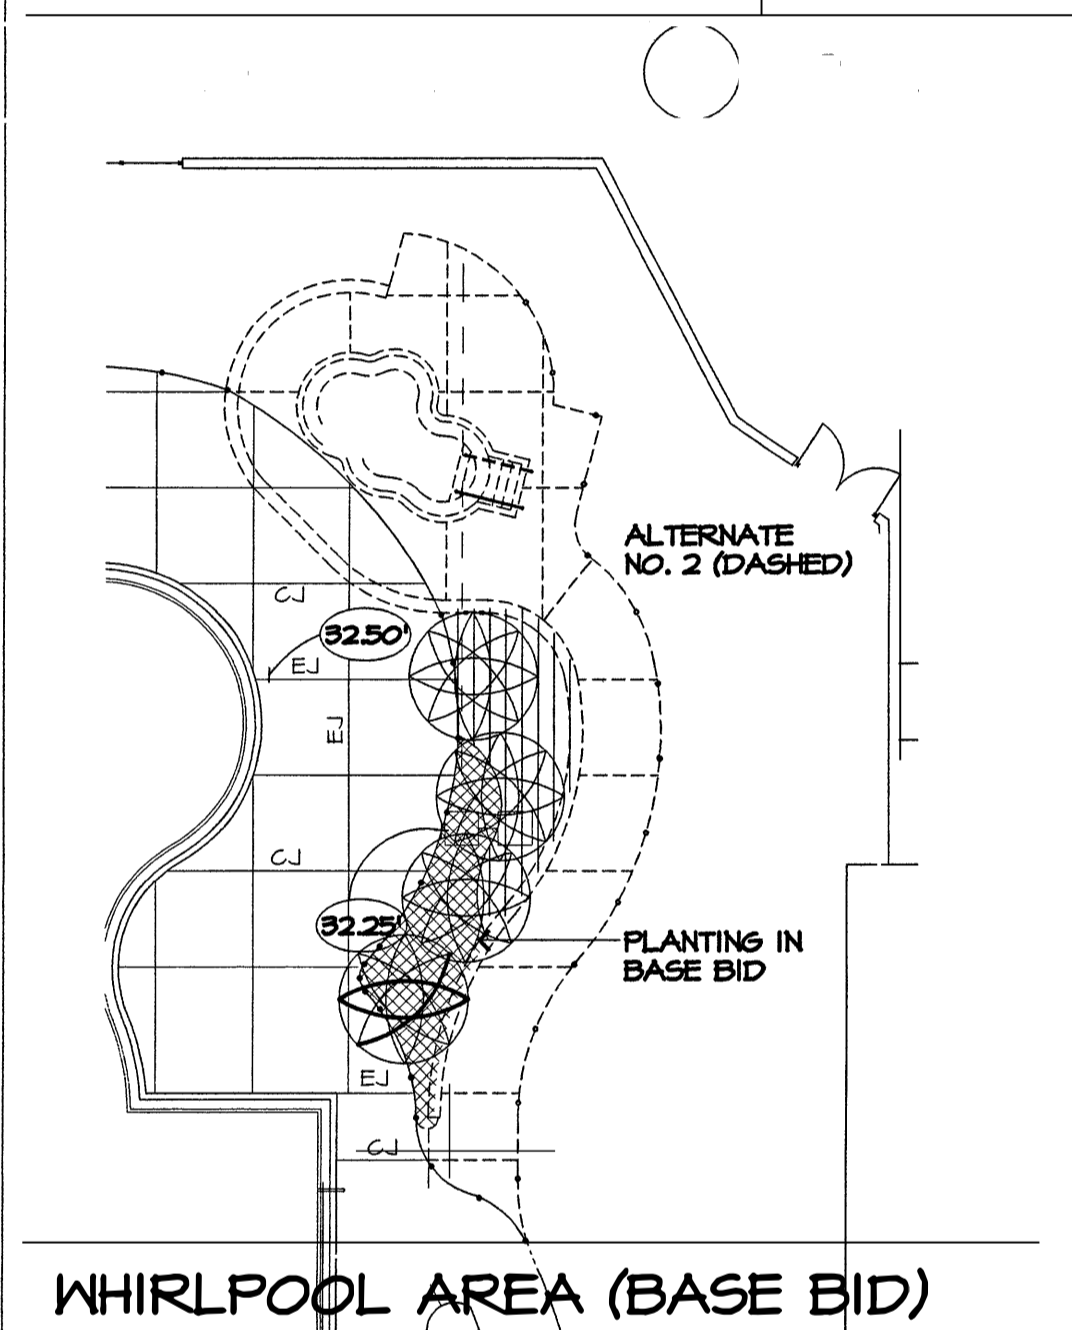 ALTERNATE
NO. 2 (DASHED)
CJ
32.50'
EJ
EJ
CJ
32.25'
PLANTING IN
BASE BID
EJ
CJ
WHIRLPOOL AREA (BASE BID)